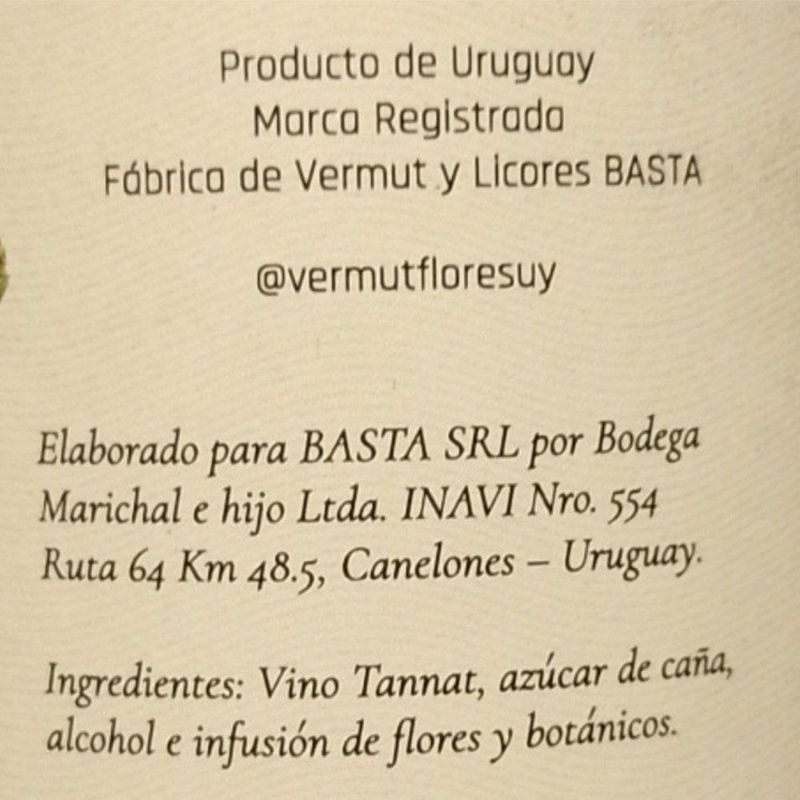 Producto de Uruguay
Marca Registrada
Fábrica de Vermut y Licores BASTA
@vermutfloresuy
Elaborado para BASTA SRL por Bodega
Marichal e hijo Ltda. INAVI Nro. 554
Ruta 64 Km 48.5, Canelones – Uruguay.
Ingredientes: Vino Tannat, azúcar de caña,
alcohol e infusión de flores y botánicos.